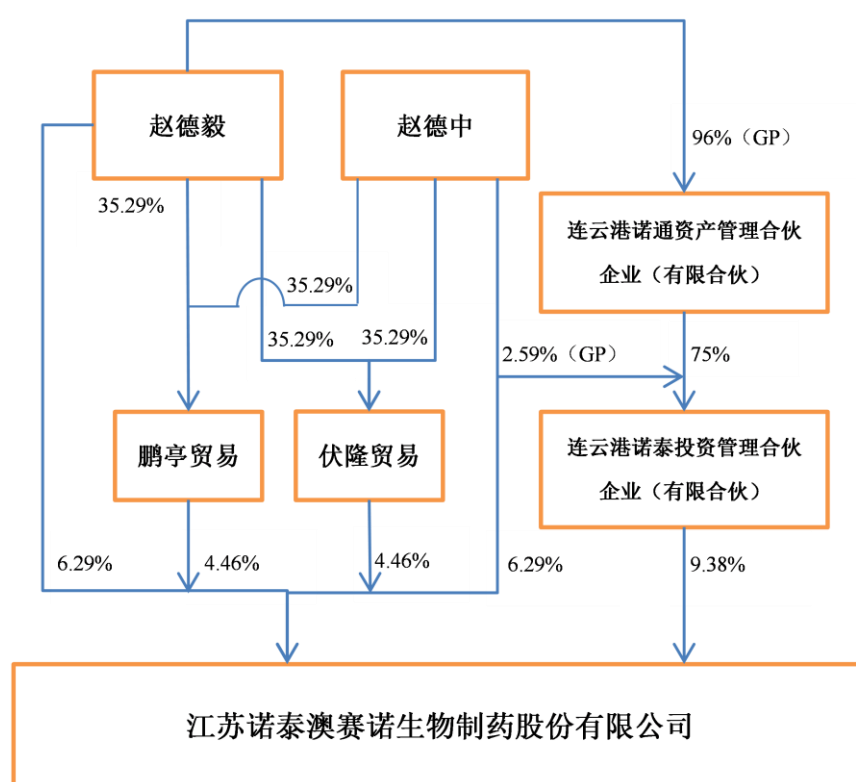 赵德毅
赵德中
96%（GP）
35.29%
连云港诺通资产管理合伙
企业（有限合伙）
35.29%
35.29%
35.29%
2.59%（GP）
75%
鹏亭贸易
伏隆贸易
连云港诺泰投资管理合伙
企业（有限合伙）
6.29%
4.46%
4.46%
6.29%
9.38%
江苏诺泰澳赛诺生物制药股份有限公司